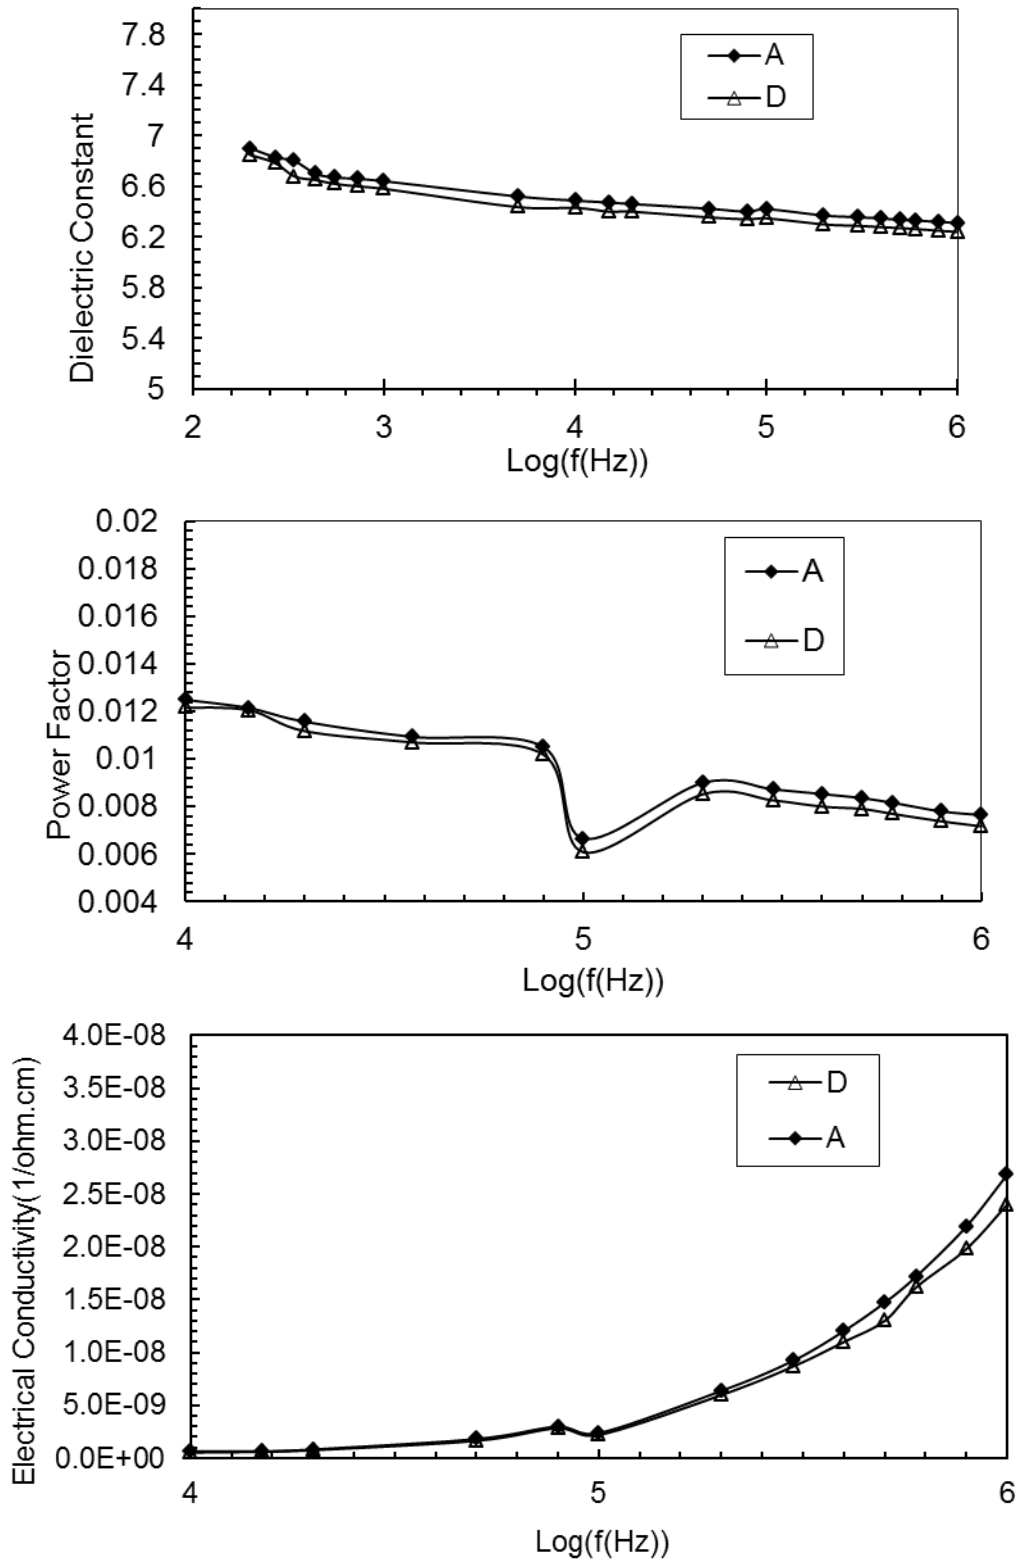 7.8
7.4
7
6.6
6.2
5.8
5.4
5
Dielectric Constant
A
D
2 3 4 5 6
Log(f(Hz))
0.02
0.018
0.016
0.014
0.012
0.01
0.008
0.006
0.004
Power Factor
A
D
4 5 6
Log(f(Hz))
4.0E-08
3.5E-08
3.0E-08
2.5E-08
2.0E-08
1.5E-08
1.0E-08
5.0E-09
0.0E+00
Electrical Conductivity(1/ohm.cm)
D
A
4 5 6
Log(f(Hz))